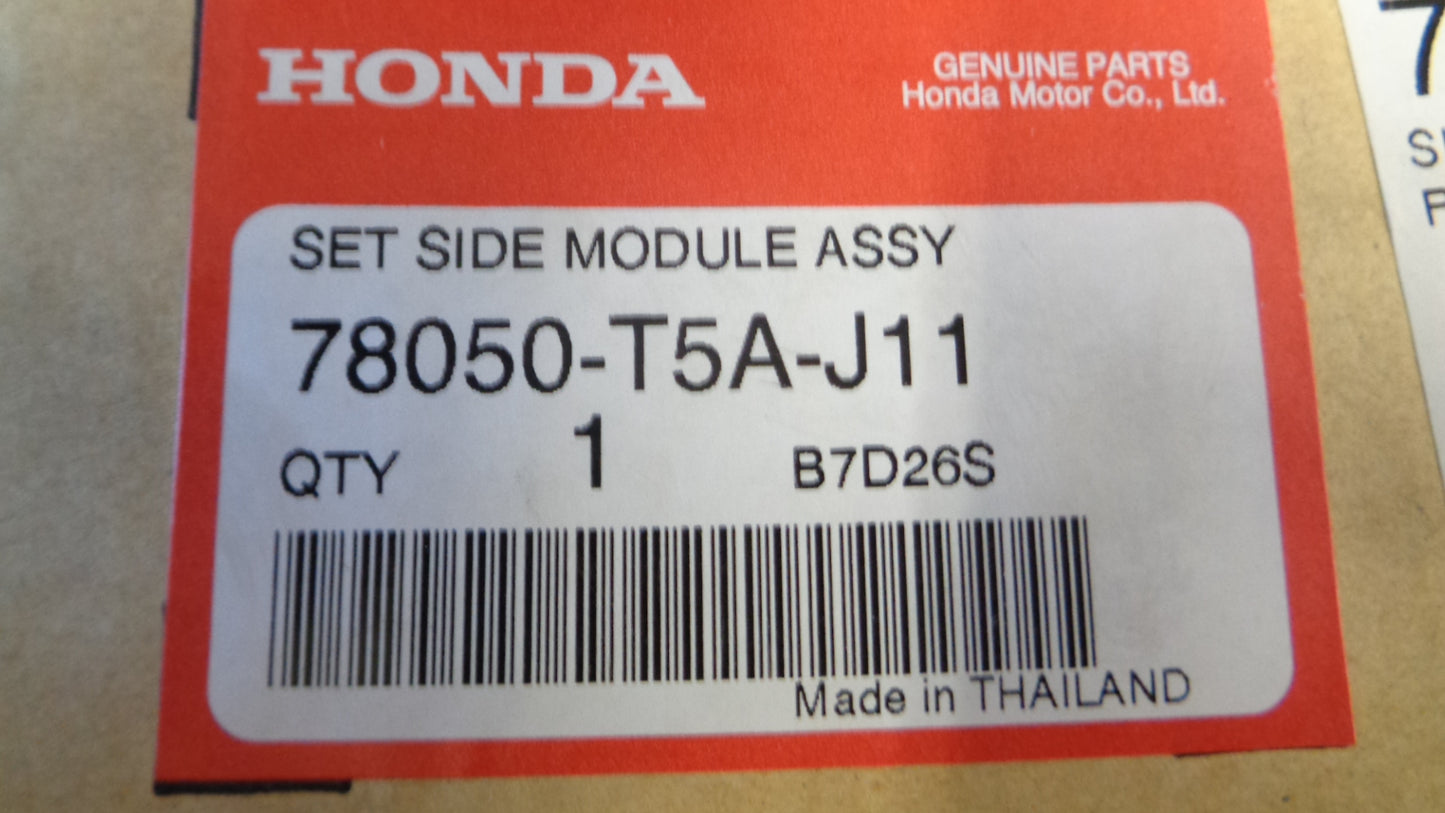 HONDA
GENUINE PARTS
Honda Motor Co., Ltd.
SET SIDE MODULE ASSY
78050-T5A-J11
QTY 1 B7D26S
Made in THAILAND